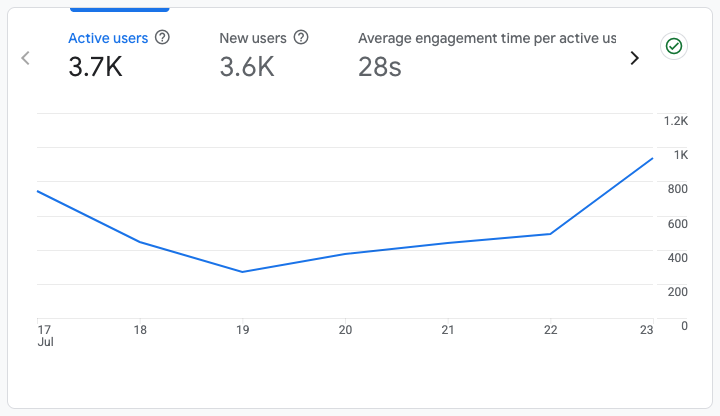 Active users
3.7K
New users
3.6K
Average engagement time per active us
28s
1.2K
1K
800
600
400
200
0
17
Jul
18
19
20
21
22
23